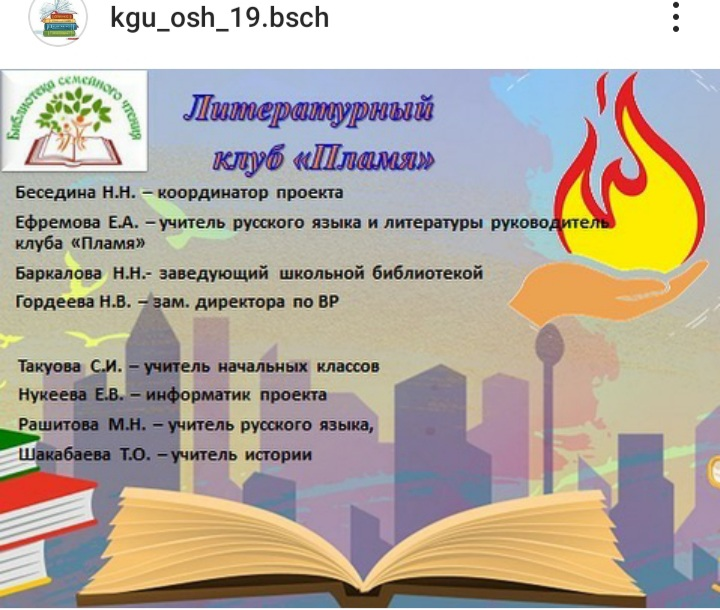 kgu_osh_19.bsch
Библиотека семейного чтения
Литературный
клуб «Пламя»
Беседина Н.Н. – координатор проекта
Ефремова Е.А. – учитель русского языка и литературы руководитель
клуба «Пламя»
Баркалова Н.Н.- заведующий школьной библиотекой
Гордеева Н.В. – зам. директора по ВР
Такуова С.И. – учитель начальных классов
Нукеева Е.В. – информатик проекта
Рашитова М.Н. – учитель русского языка,
Шакабаева Т.О. – учитель истории